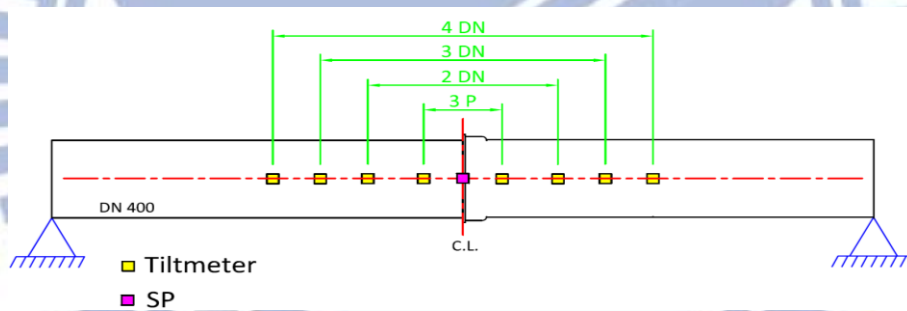 4 DN
3 DN
2 DN
3 P
DN 400
C.L.
Tiltmeter
SP